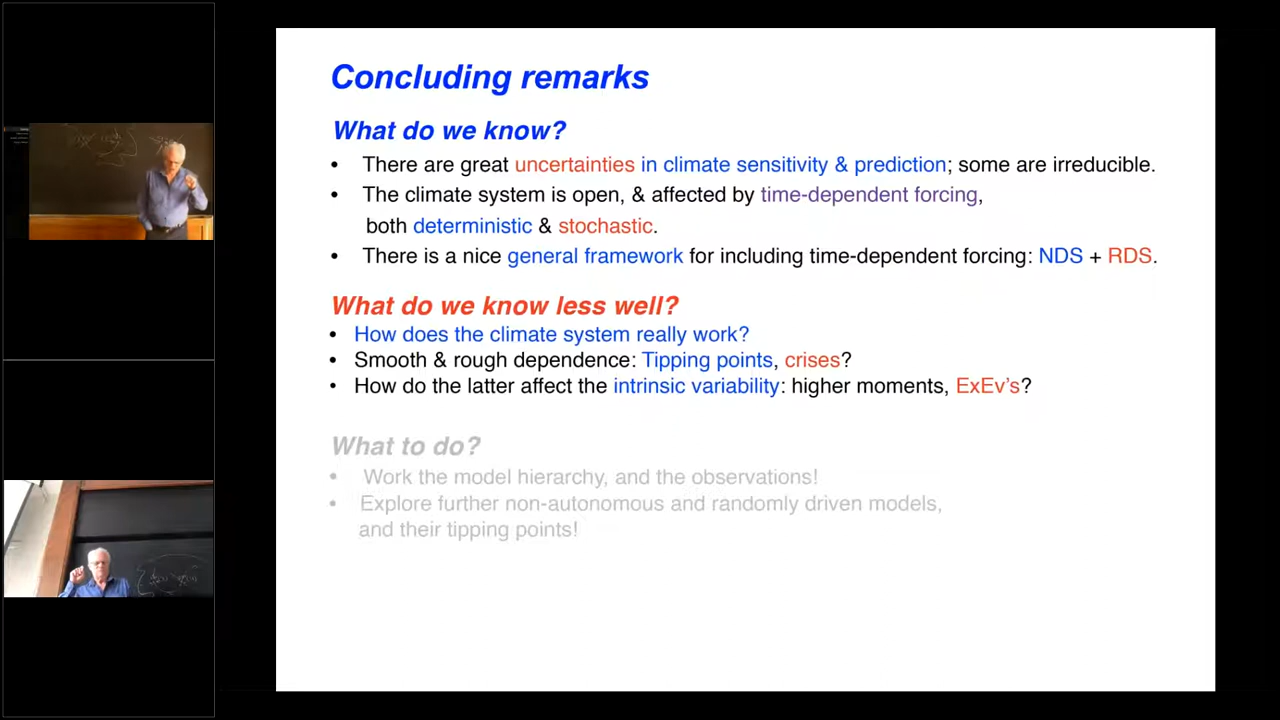 Concluding remarks
What do we know?
• There are great uncertainties in climate sensitivity & prediction; some are irreducible.
• The climate system is open, & affected by time-dependent forcing,
both deterministic & stochastic.
• There is a nice general framework for including time-dependent forcing: NDS + RDS.
What do we know less well?
• How does the climate system really work?
• Smooth & rough dependence: Tipping points, crises?
• How do the latter affect the intrinsic variability: higher moments, ExEv's?
What to do?
• Work the model hierarchy, and the observations!
• Explore further non-autonomous and randomly driven models,
and their tipping points!